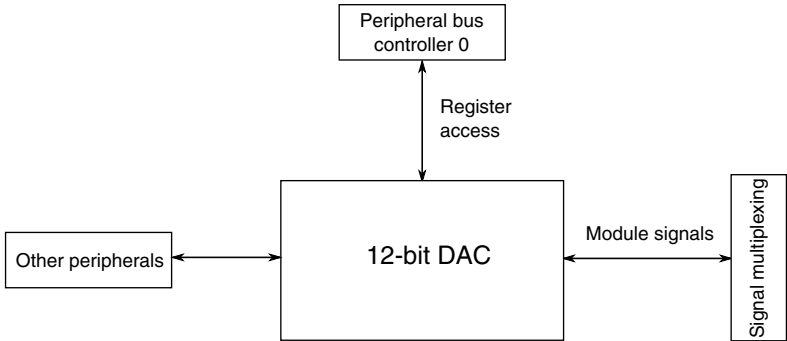 Peripheral bus
controller 0
Register
access
Other peripherals
12-bit DAC
Module signals
Signal multiplexing